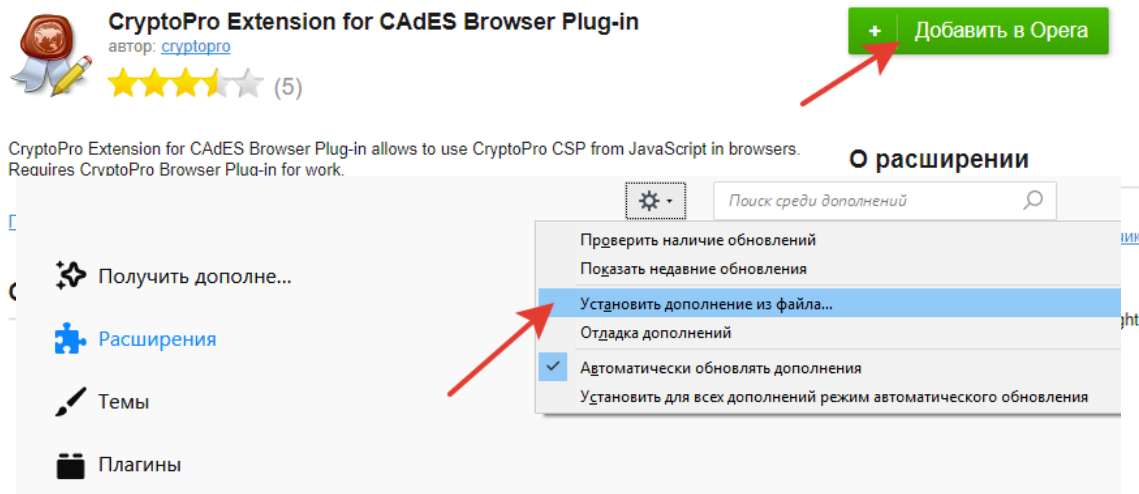 CryptoPro Extension for CAdES Browser Plug-in
автор: cryptopro
(5)
+ Добавить в Opera
CryptoPro Extension for CAdES Browser Plug-in allows to use CryptoPro CSP from JavaScript in browsers.
Requires CryptoPro Browser Plug-in for work.
О расширении
Поиск среди дополнений
Проверить наличие обновлений
Показать недавние обновления
Установить дополнение из файла...
Отладка дополнений
Автоматически обновлять дополнения
Установить для всех дополнений режим автоматического обновления
Получить дополне...
Расширения
Темы
Плагины